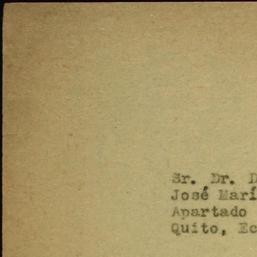 Sr. Dr. D
José Marí
Apartado
Quito, Ec